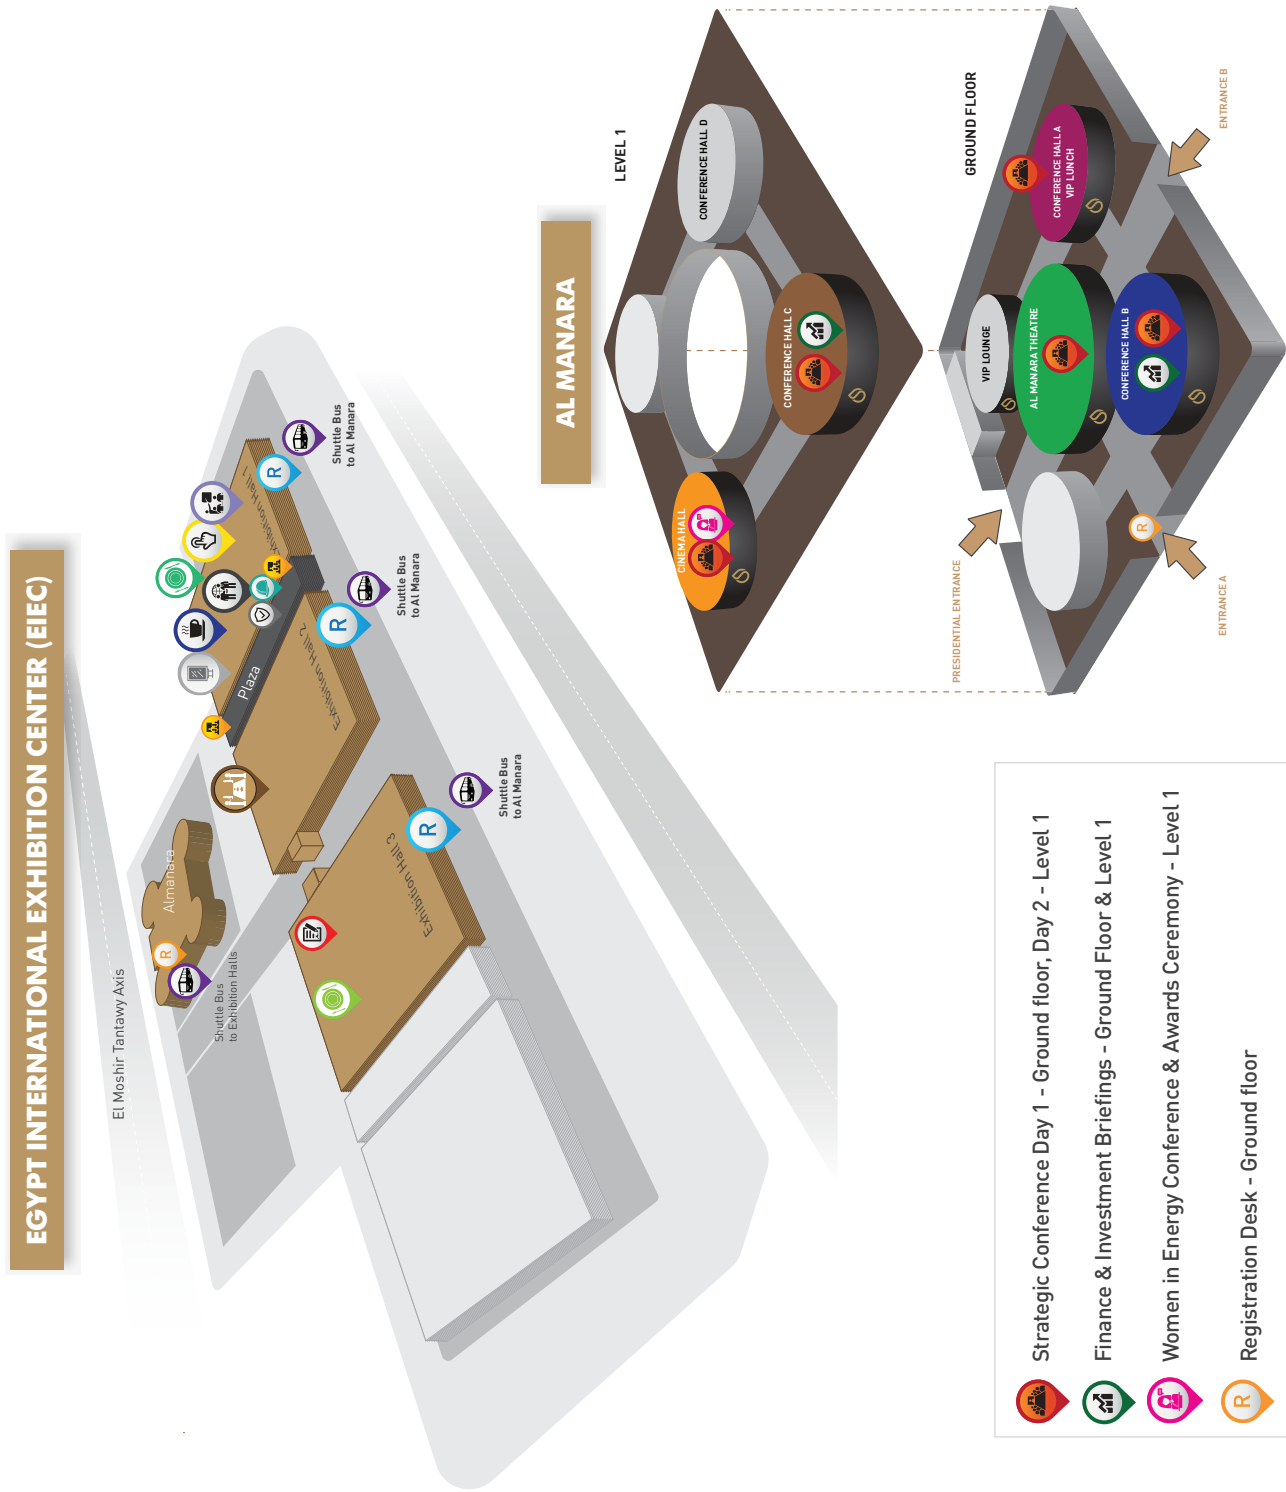 EGYPT INTERNATIONAL EXHIBITION CENTER (EIEC)
El Moshir Tantawy Axis
Almanara
R
Shuttle Bus
to Exhibition Halls
Plaza
Exhibition Hall 1
R
Shuttle Bus
to Al Manara
Exhibition Hall 2
R
Shuttle Bus
to Al Manara
Exhibition Hall 3
R
Shuttle Bus
to Al Manara
AL MANARA
LEVEL 1
CINEMA HALL
CONFERENCE HALL C
CONFERENCE HALL D
GROUND FLOOR
PRESIDENTIAL ENTRANCE
VIP LOUNGE
AL MANARA THEATRE
CONFERENCE HALL A
VIP LUNCH
CONFERENCE HALL B
R
ENTRANCE A
ENTRANCE B
Strategic Conference Day 1 - Ground floor, Day 2 - Level 1
Finance & Investment Briefings - Ground Floor & Level 1
Women in Energy Conference & Awards Ceremony - Level 1
R
Registration Desk - Ground floor